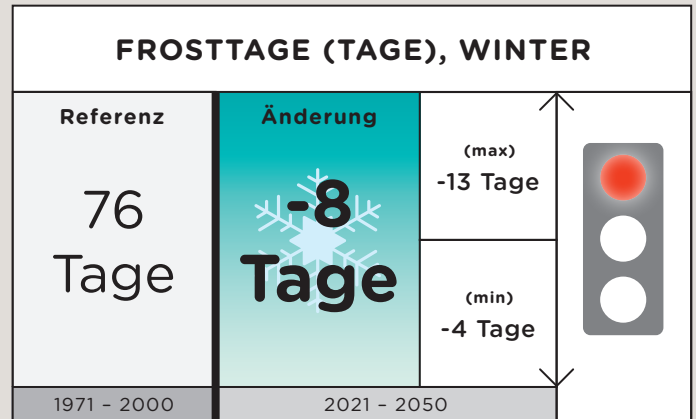 FROSTTAGE (TAGE), WINTER
Referenz
76
Tage
Änderung
-8
Tage
(max)
-13 Tage
(min)
-4 Tage
1971 – 2000
2021 – 2050